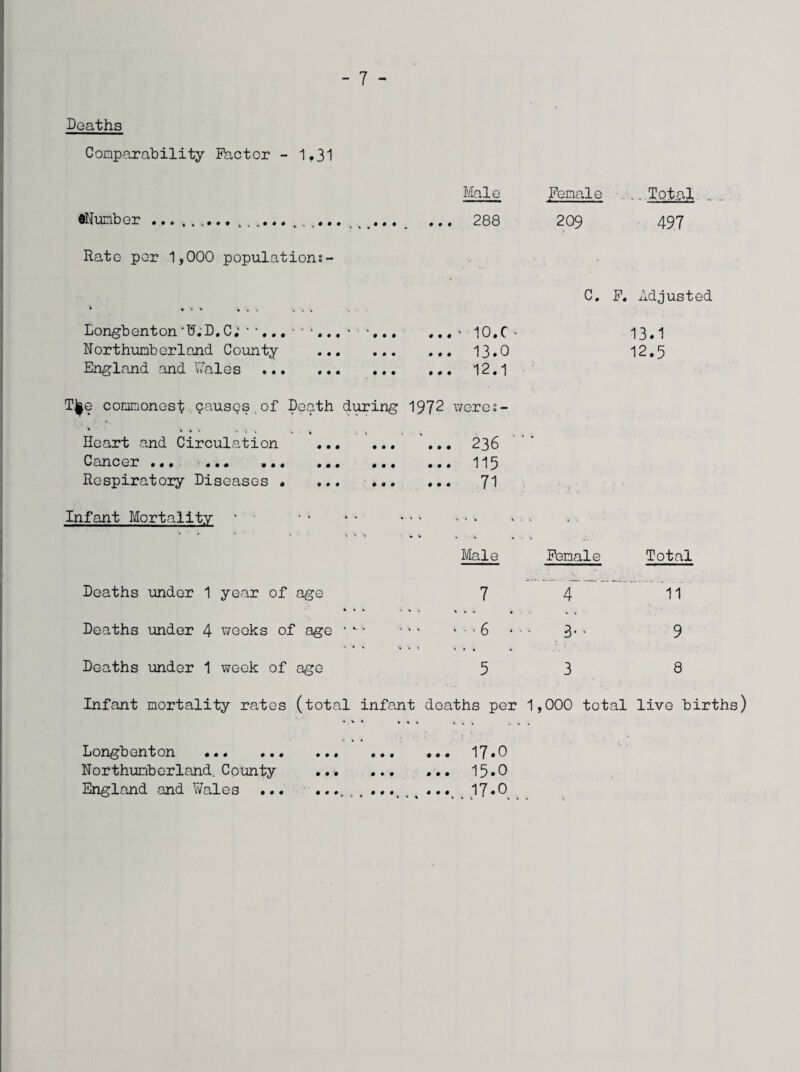 - 7 -
Deaths
Comparability Factor - 1.31
Male Female Total
Number ... ... ... ... ... ... 288 209 497
Rate per 1,000 population:-
C. F. Adjusted
Longbenton U.D.C. ... ... ... ... 10.0 13.1
Northumberland County ... ... ... 13.0 12.5
England and Wales ... ... ... ... 12.1
The commonest causes of Death during 1972 were:-
Heart and Circulation ... ... ... 236
Cancer ... ... ... ... ... ... 115
Respiratory Diseases . ... ... ... 71
Infant Mortality
Male Female Total
Deaths under 1 year of age 7 4 11
Deaths under 4 weeks of age 6 3 9
Deaths under 1 week of age 5 3 8
Infant mortality rates (total infant deaths per 1,000 total live births)
Longbenton ... ... ... ... ... 17.0
Northumberland County ... ... ... 15.0
England and Wales ... ... ... ... 17.0